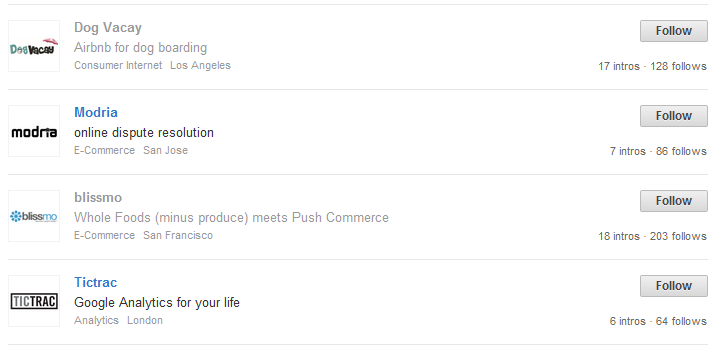 Dog Vacay
Follow
DogVacay
Airbnb for dog boarding
Consumer Internet Los Angeles
17 intros · 128 follows
Modria
Follow
modria
online dispute resolution
E-Commerce San Jose
7 intros · 86 follows
blissmo
Follow
blissmo
Whole Foods (minus produce) meets Push Commerce
E-Commerce San Francisco
18 intros · 203 follows
Tictrac
Follow
TICTRAC
Google Analytics for your life
Analytics London
6 intros · 64 follows